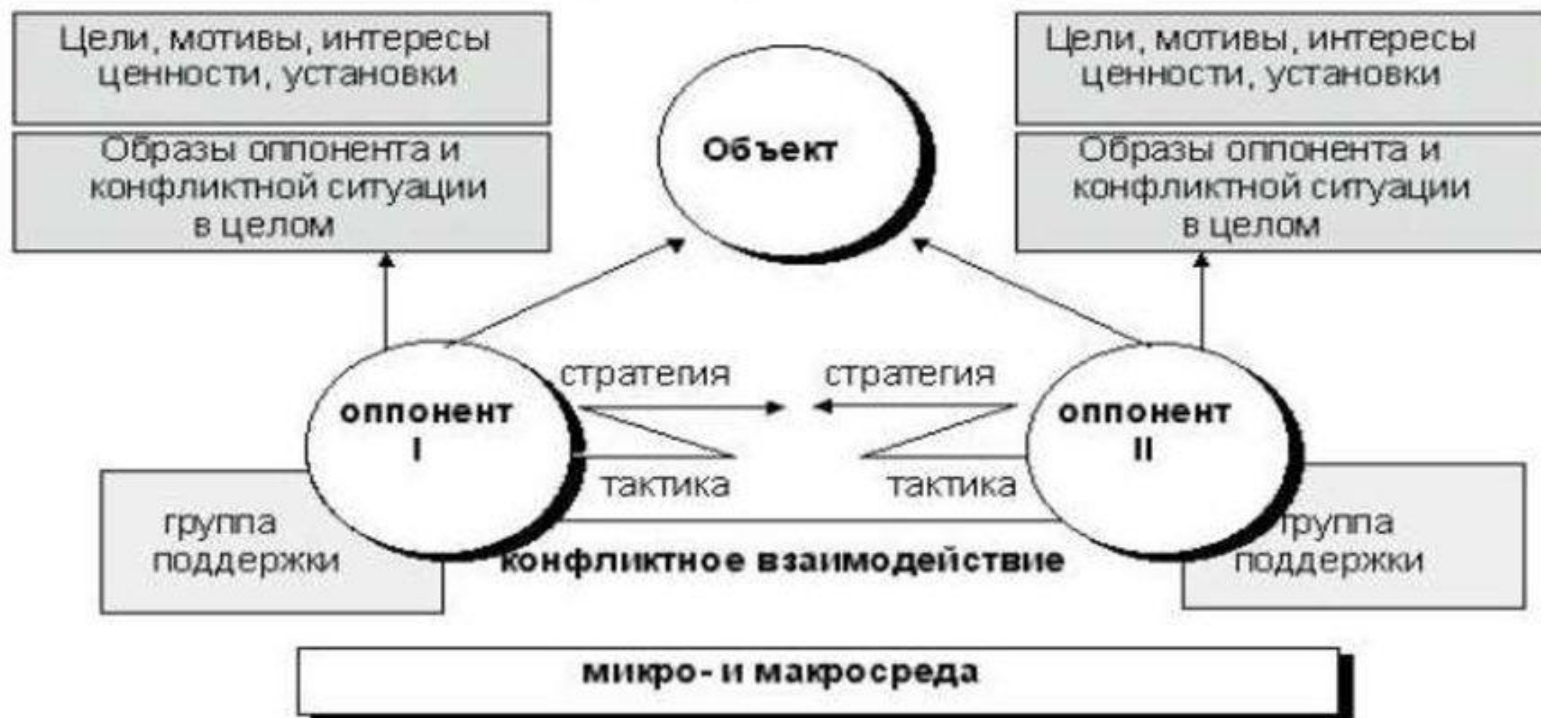 Цели, мотивы, интересы
ценности, установки
Образы оппонента и
конфликтной ситуации
в целом
Объект
Цели, мотивы, интересы
ценности, установки
Образы оппонента и
конфликтной ситуации
в целом
оппонент
I
стратегия
стратегия
тактика
тактика
оппонент
II
группа
поддержки
конфликтное взаимодействие
группа
поддержки
микро- и макросреда